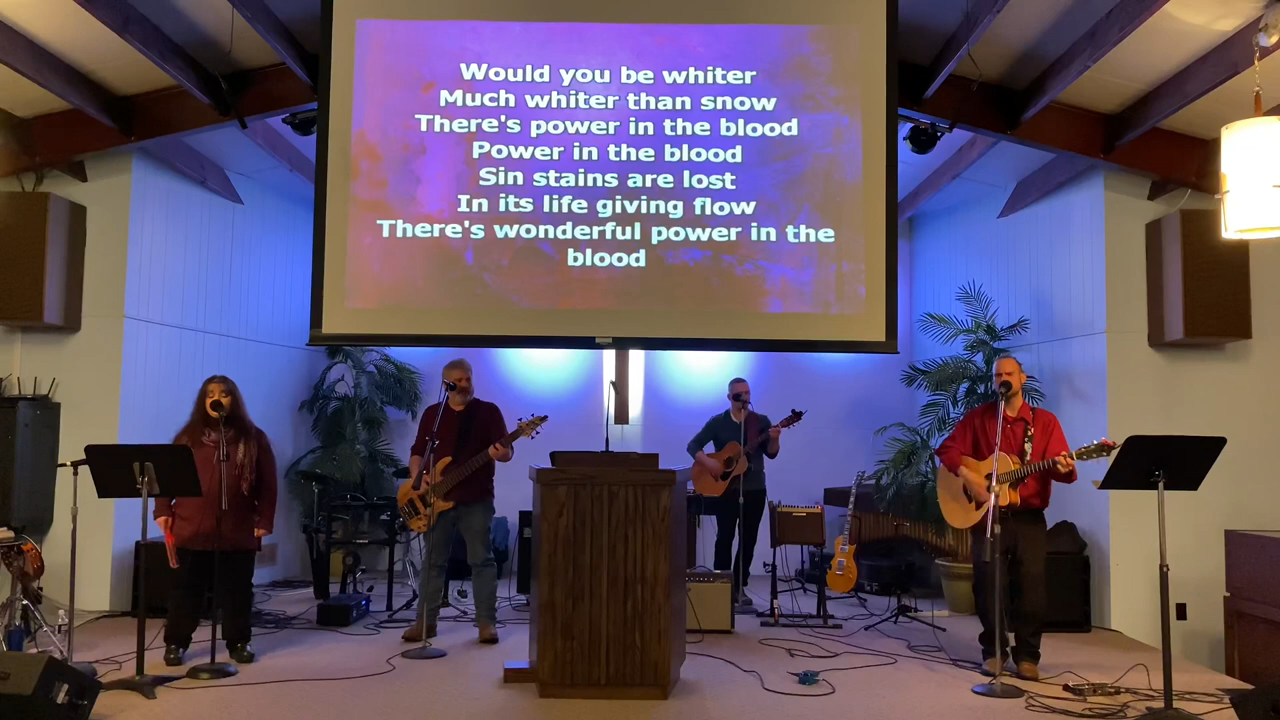 Would you be whiter
Much whiter than snow
There's power in the blood
Power in the blood
Sin stains are lost
In its life giving flow
There's wonderful power in the
blood